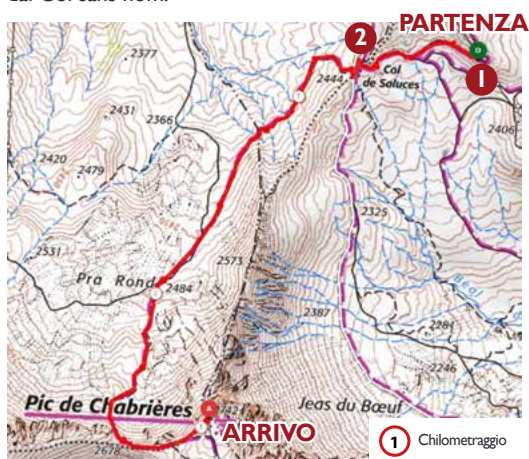 PARTENZA
2377
2
2444
Col
de Saluces
1
2431
2366
2406
2420
2479
2325
2531
2573
Pra Rond
2484
2387
2281
2246
Pic de Chabrières
Jeas du Bœuf
ARRIVO
2678
1 Chilometraggio